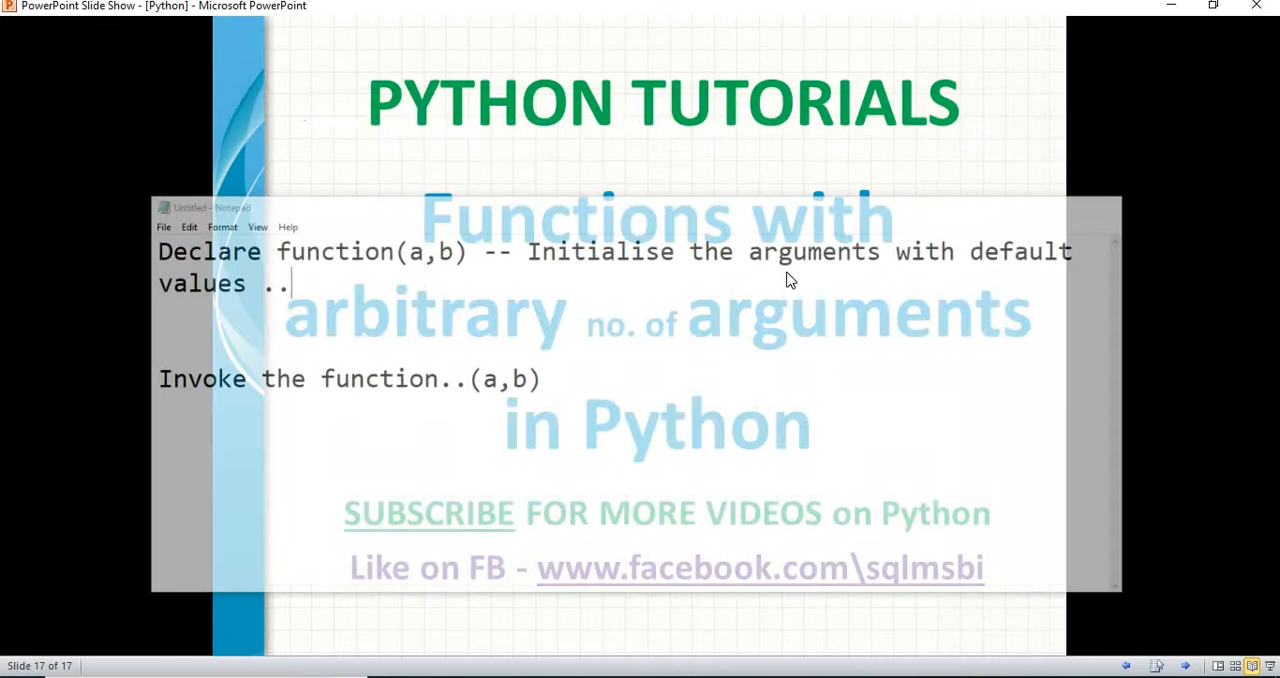 PowerPoint Slide Show - [Python] - Microsoft PowerPoint
PYTHON TUTORIALS
Functions with
arbitrary no. of arguments
in Python
SUBSCRIBE FOR MORE VIDEOS on Python
Like on FB - www.facebook.com\sqlmsbi
Untitled - Notepad
File Edit Format View Help
Declare function(a,b) -- Initialise the arguments with default
values ..
Invoke the function..(a,b)
Slide 17 of 17